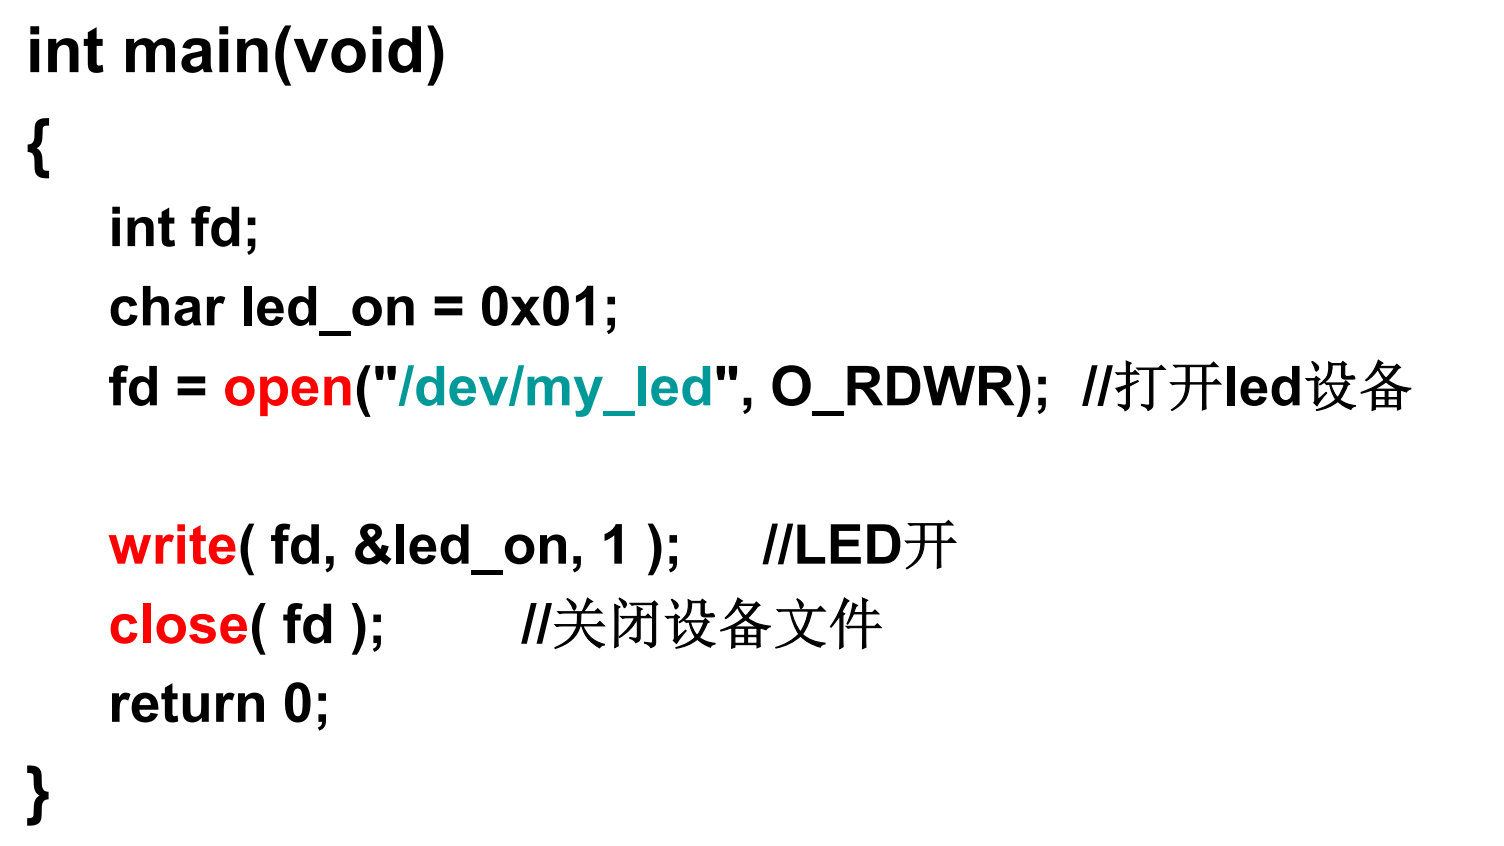 int main(void)
{
int fd;
char led_on = 0x01;
fd = open("/dev/my_led", O_RDWR); //打开led设备
write( fd, &led_on, 1 ); //LED开
close( fd ); //关闭设备文件
return 0;
}